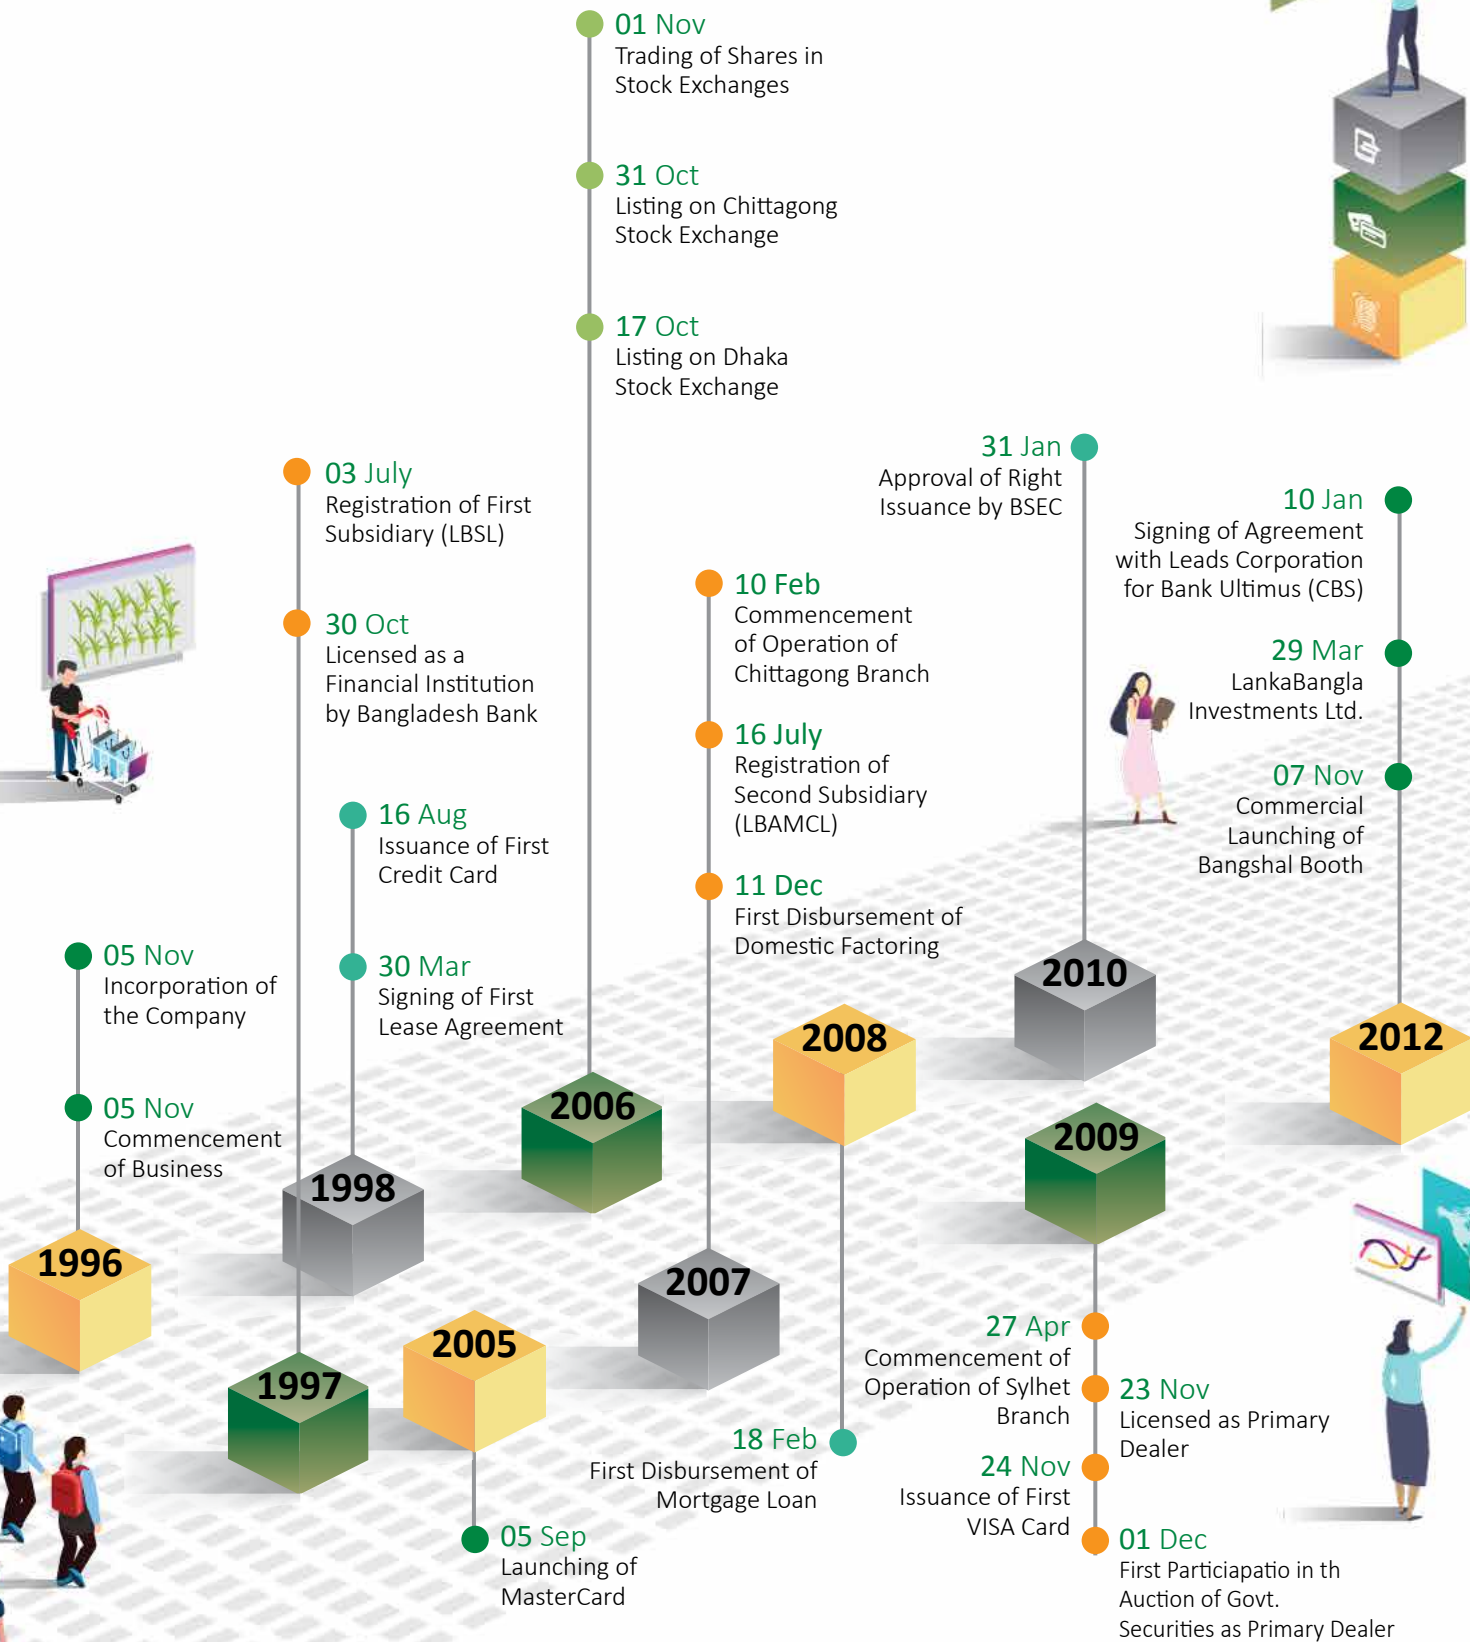 01 Nov
Trading of Shares in
Stock Exchanges
31 Oct
Listing on Chittagong
Stock Exchange
17 Oct
Listing on Dhaka
Stock Exchange
03 July
Registration of First
Subsidiary (LBSL)
30 Oct
Licensed as a
Financial Institution
by Bangladesh Bank
16 Aug
Issuance of First
Credit Card
30 Mar
Signing of First
Lease Agreement
05 Nov
Incorporation of
the Company
05 Nov
Commencement
of Business
10 Feb
Commencement
of Operation of
Chittagong Branch
16 July
Registration of
Second Subsidiary
(LBAMCL)
11 Dec
First Disbursement of
Domestic Factoring
31 Jan
Approval of Right
Issuance by BSEC
10 Jan
Signing of Agreement
with Leads Corporation
for Bank Ultimus (CBS)
29 Mar
LankaBangla
Investments Ltd.
07 Nov
Commercial
Launching of
Bangshal Booth
1996
1997
1998
2005
2006
2007
2008
2009
2010
2012
05 Sep
Launching of
MasterCard
18 Feb
First Disbursement of
Mortgage Loan
27 Apr
Commencement of
Operation of Sylhet
Branch
23 Nov
Licensed as Primary
Dealer
24 Nov
Issuance of First
VISA Card
01 Dec
First Particiapatio in th
Auction of Govt.
Securities as Primary Dealer